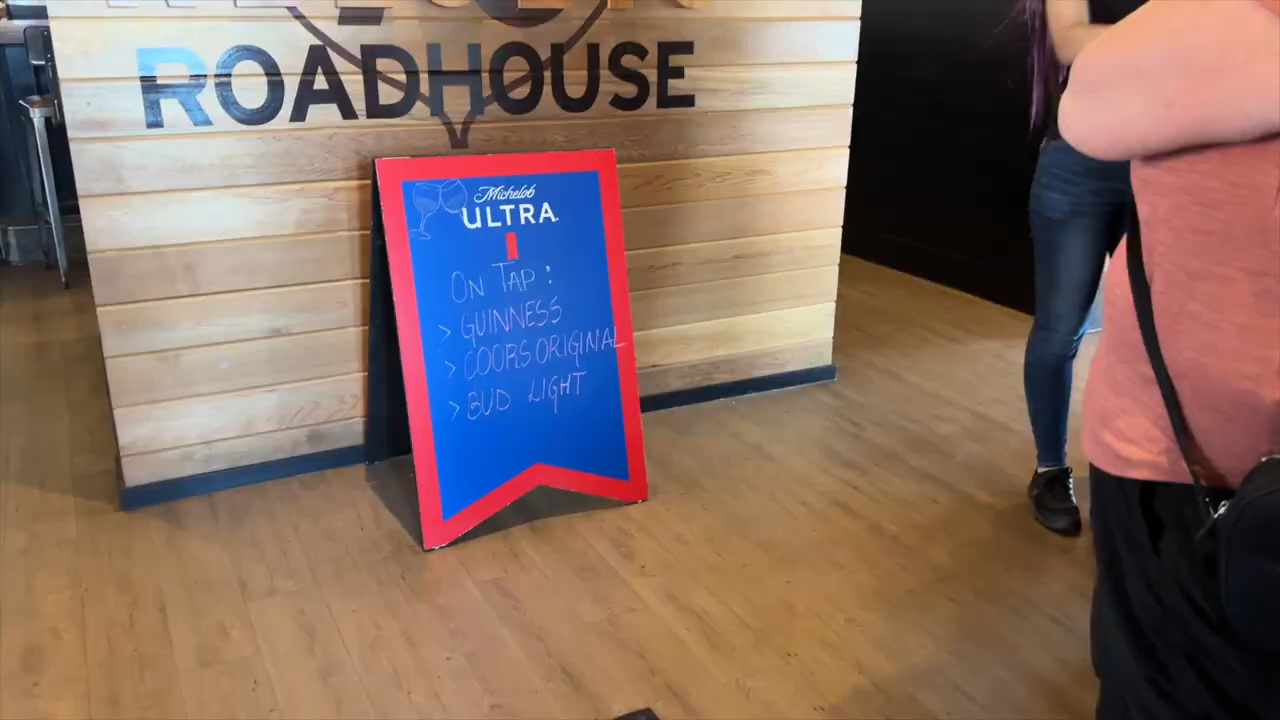 ROADHOUSE
Michelob
ULTRA
ON TAP:
> GUINNESS
> COORS ORIGINAL
> BUD LIGHT